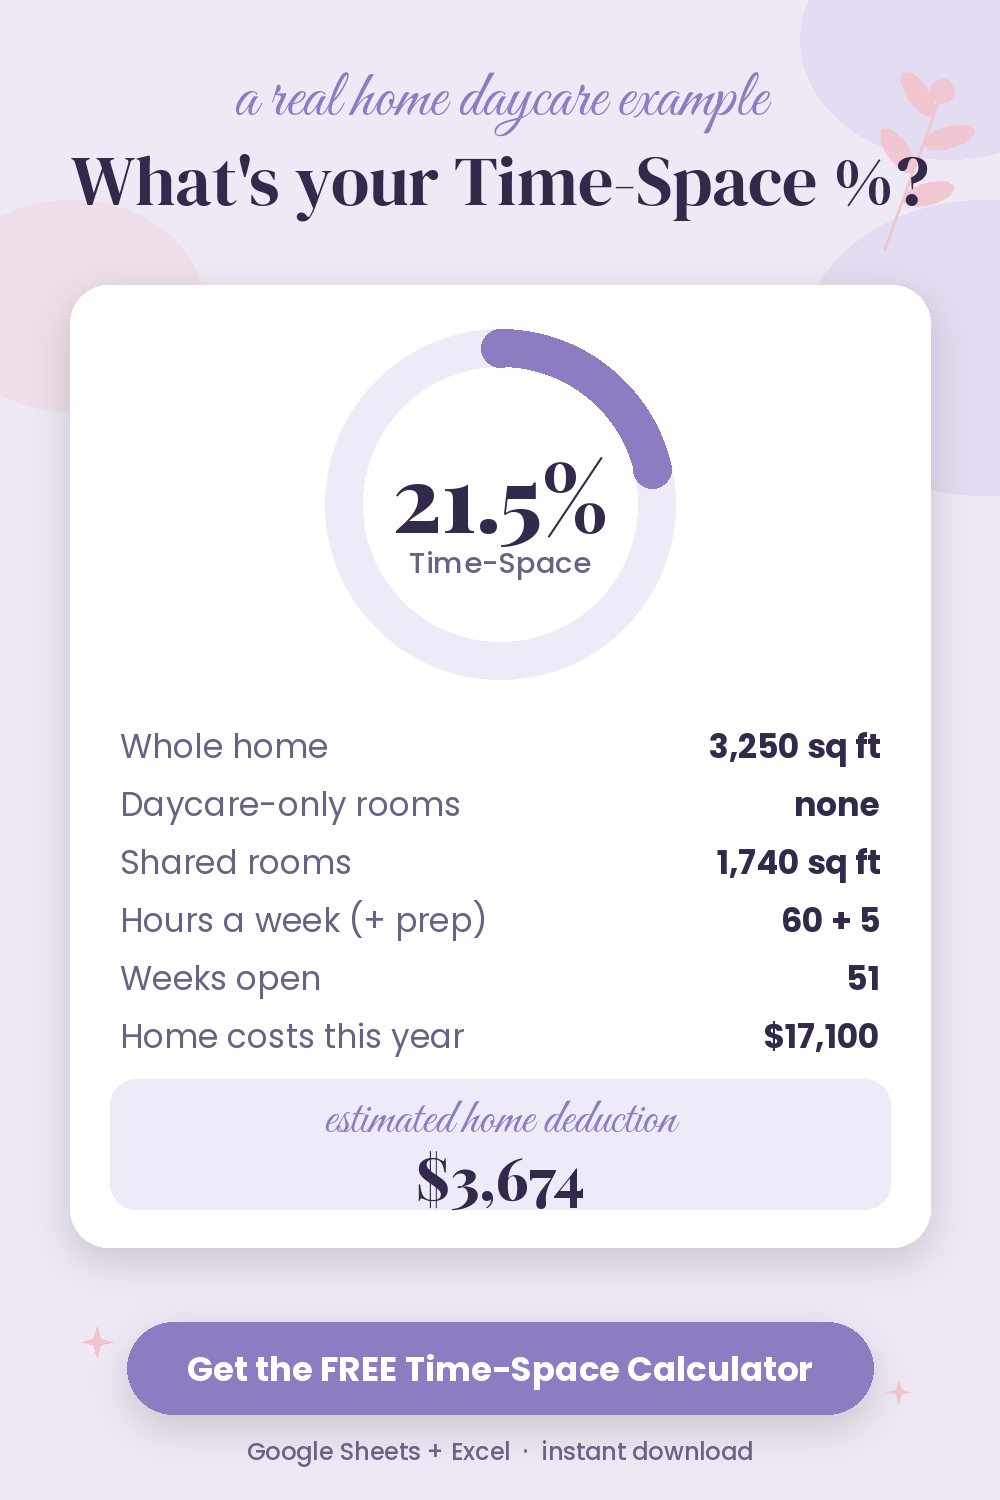 a real home daycare example
What's your Time-Space %?
21.5%
Time-Space
Whole home 3,250 sq ft
Daycare-only rooms none
Shared rooms 1,740 sq ft
Hours a week (+ prep) 60 + 5
Weeks open 51
Home costs this year $17,100
estimated home deduction
$3,674
Get the FREE Time-Space Calculator
Google Sheets + Excel · instant download